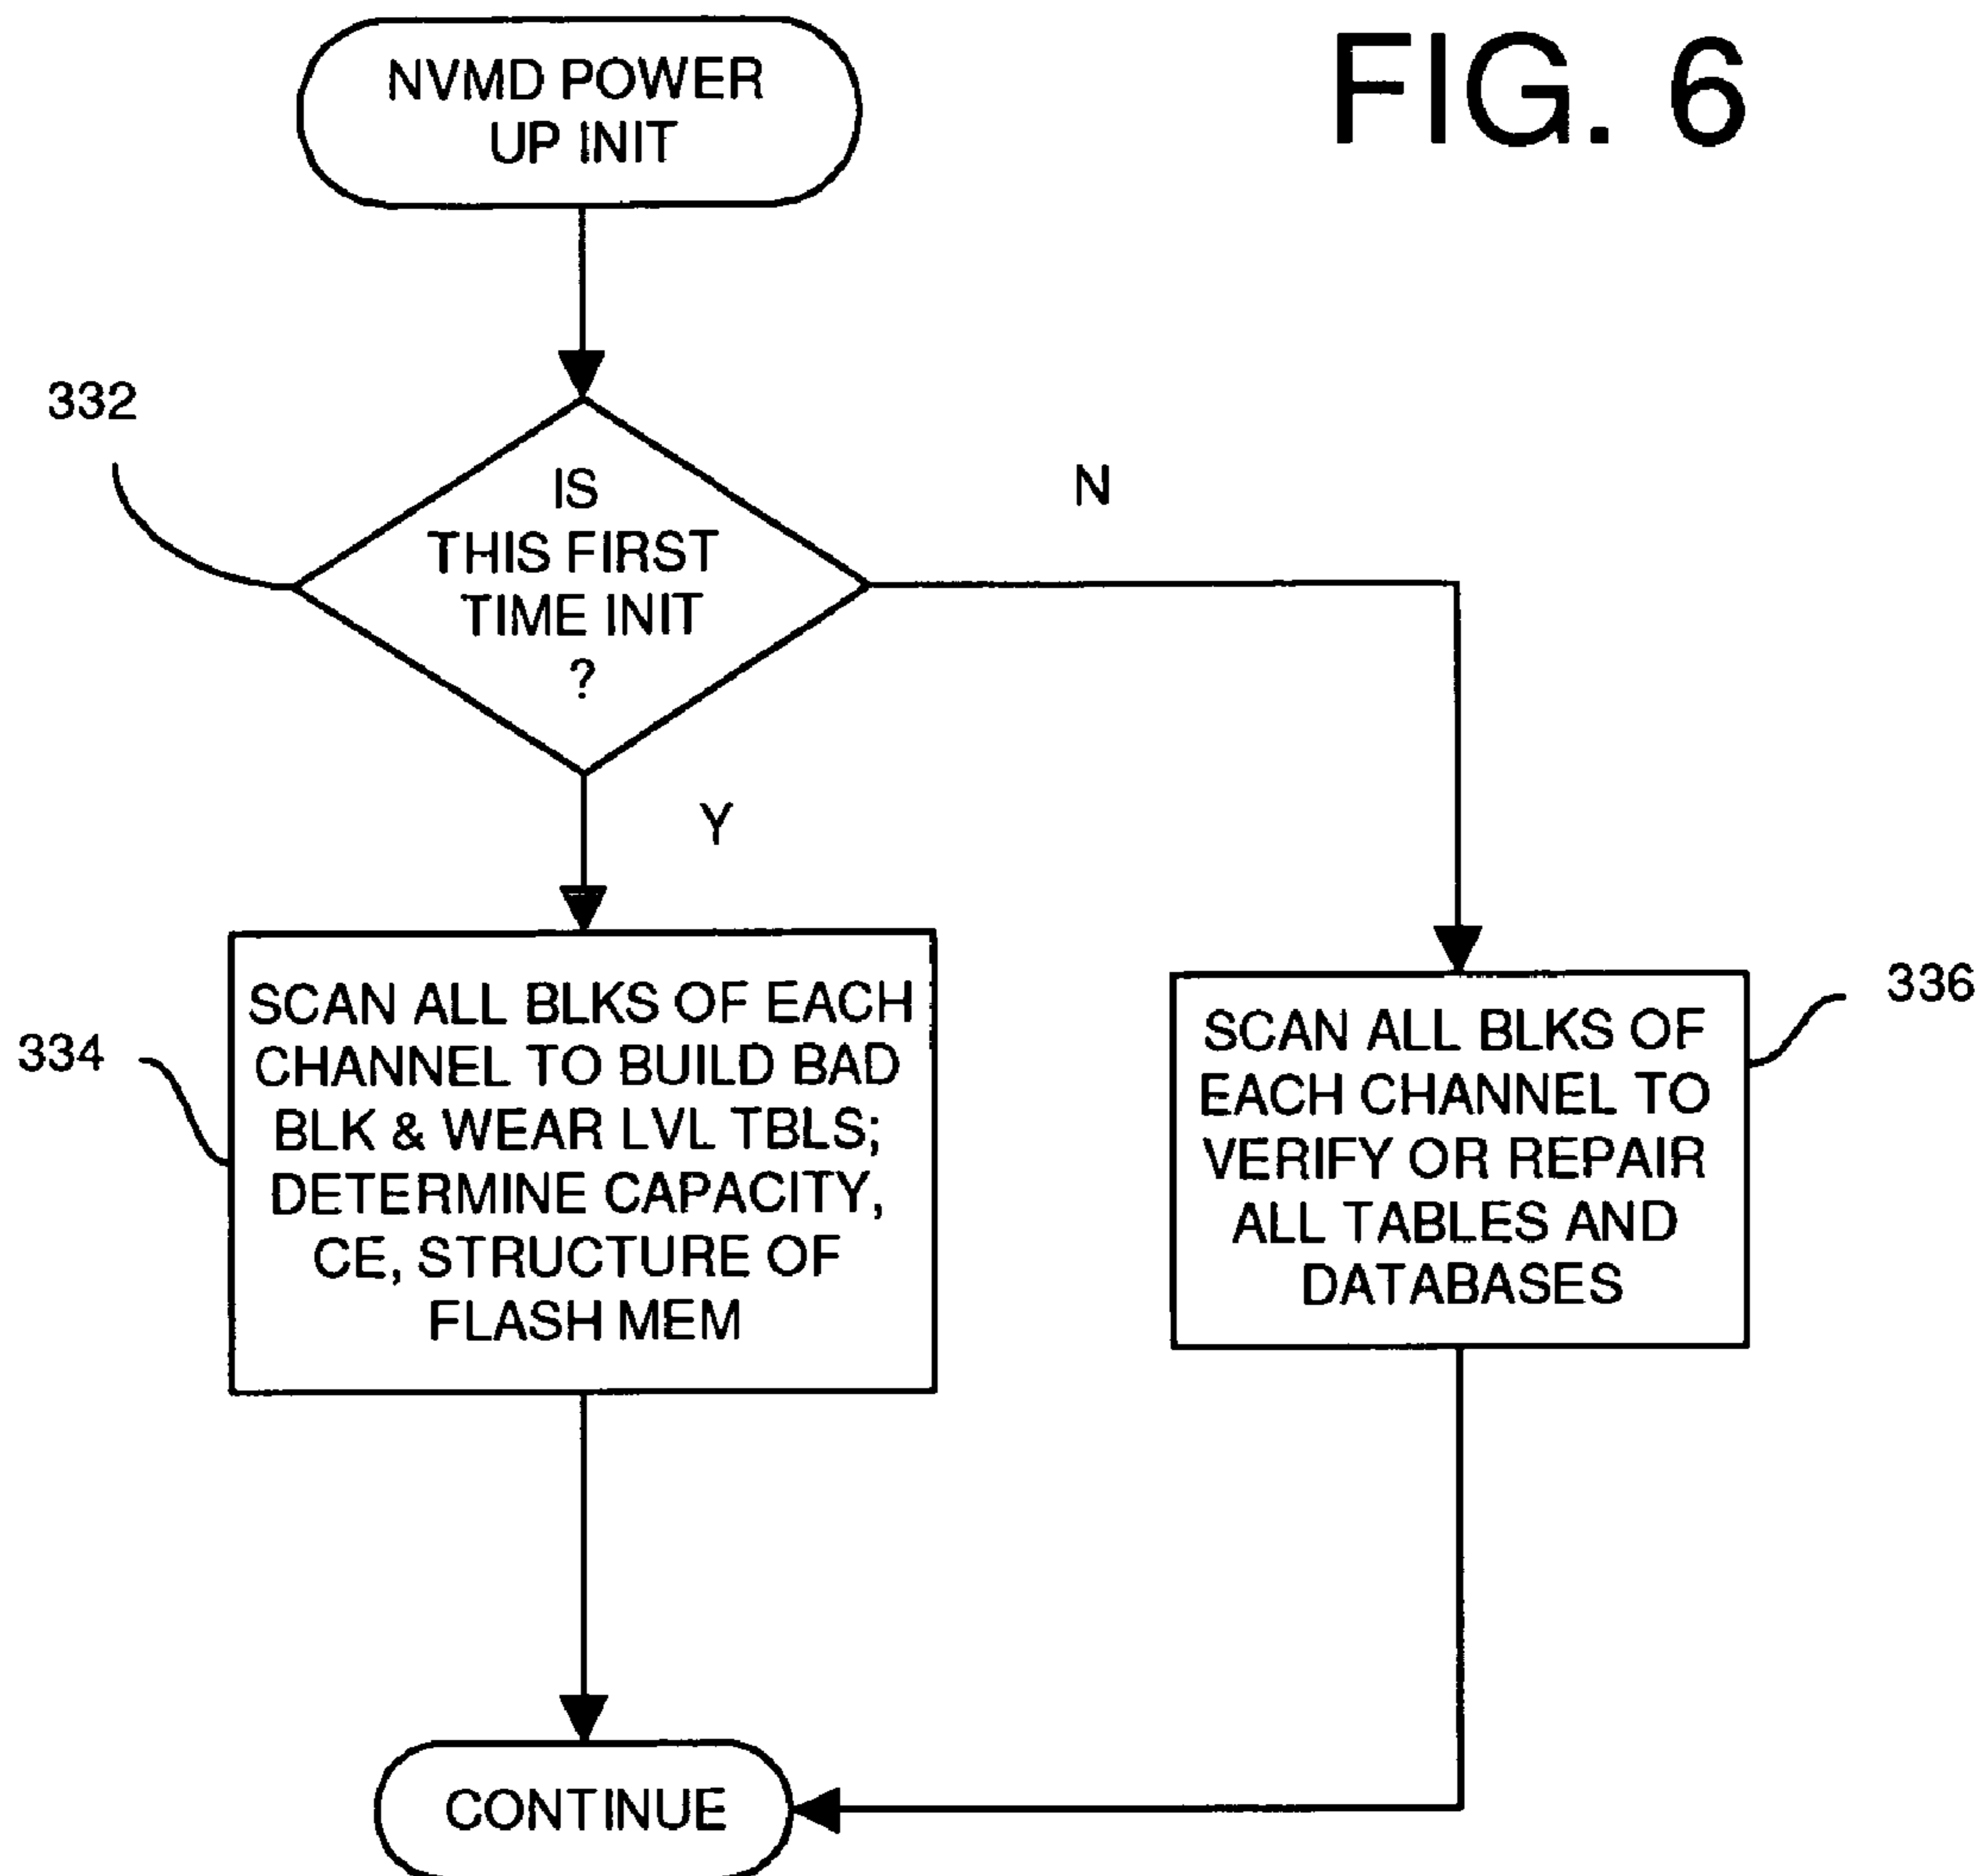 FIG. 6
NVMD POWER
UP INIT
332
IS
THIS FIRST
TIME INIT
?
N
Y
334
SCAN ALL BLKS OF EACH
CHANNEL TO BUILD BAD
BLK & WEAR LVL TBLS;
DETERMINE CAPACITY,
CE, STRUCTURE OF
FLASH MEM
336
SCAN ALL BLKS OF
EACH CHANNEL TO
VERIFY OR REPAIR
ALL TABLES AND
DATABASES
CONTINUE